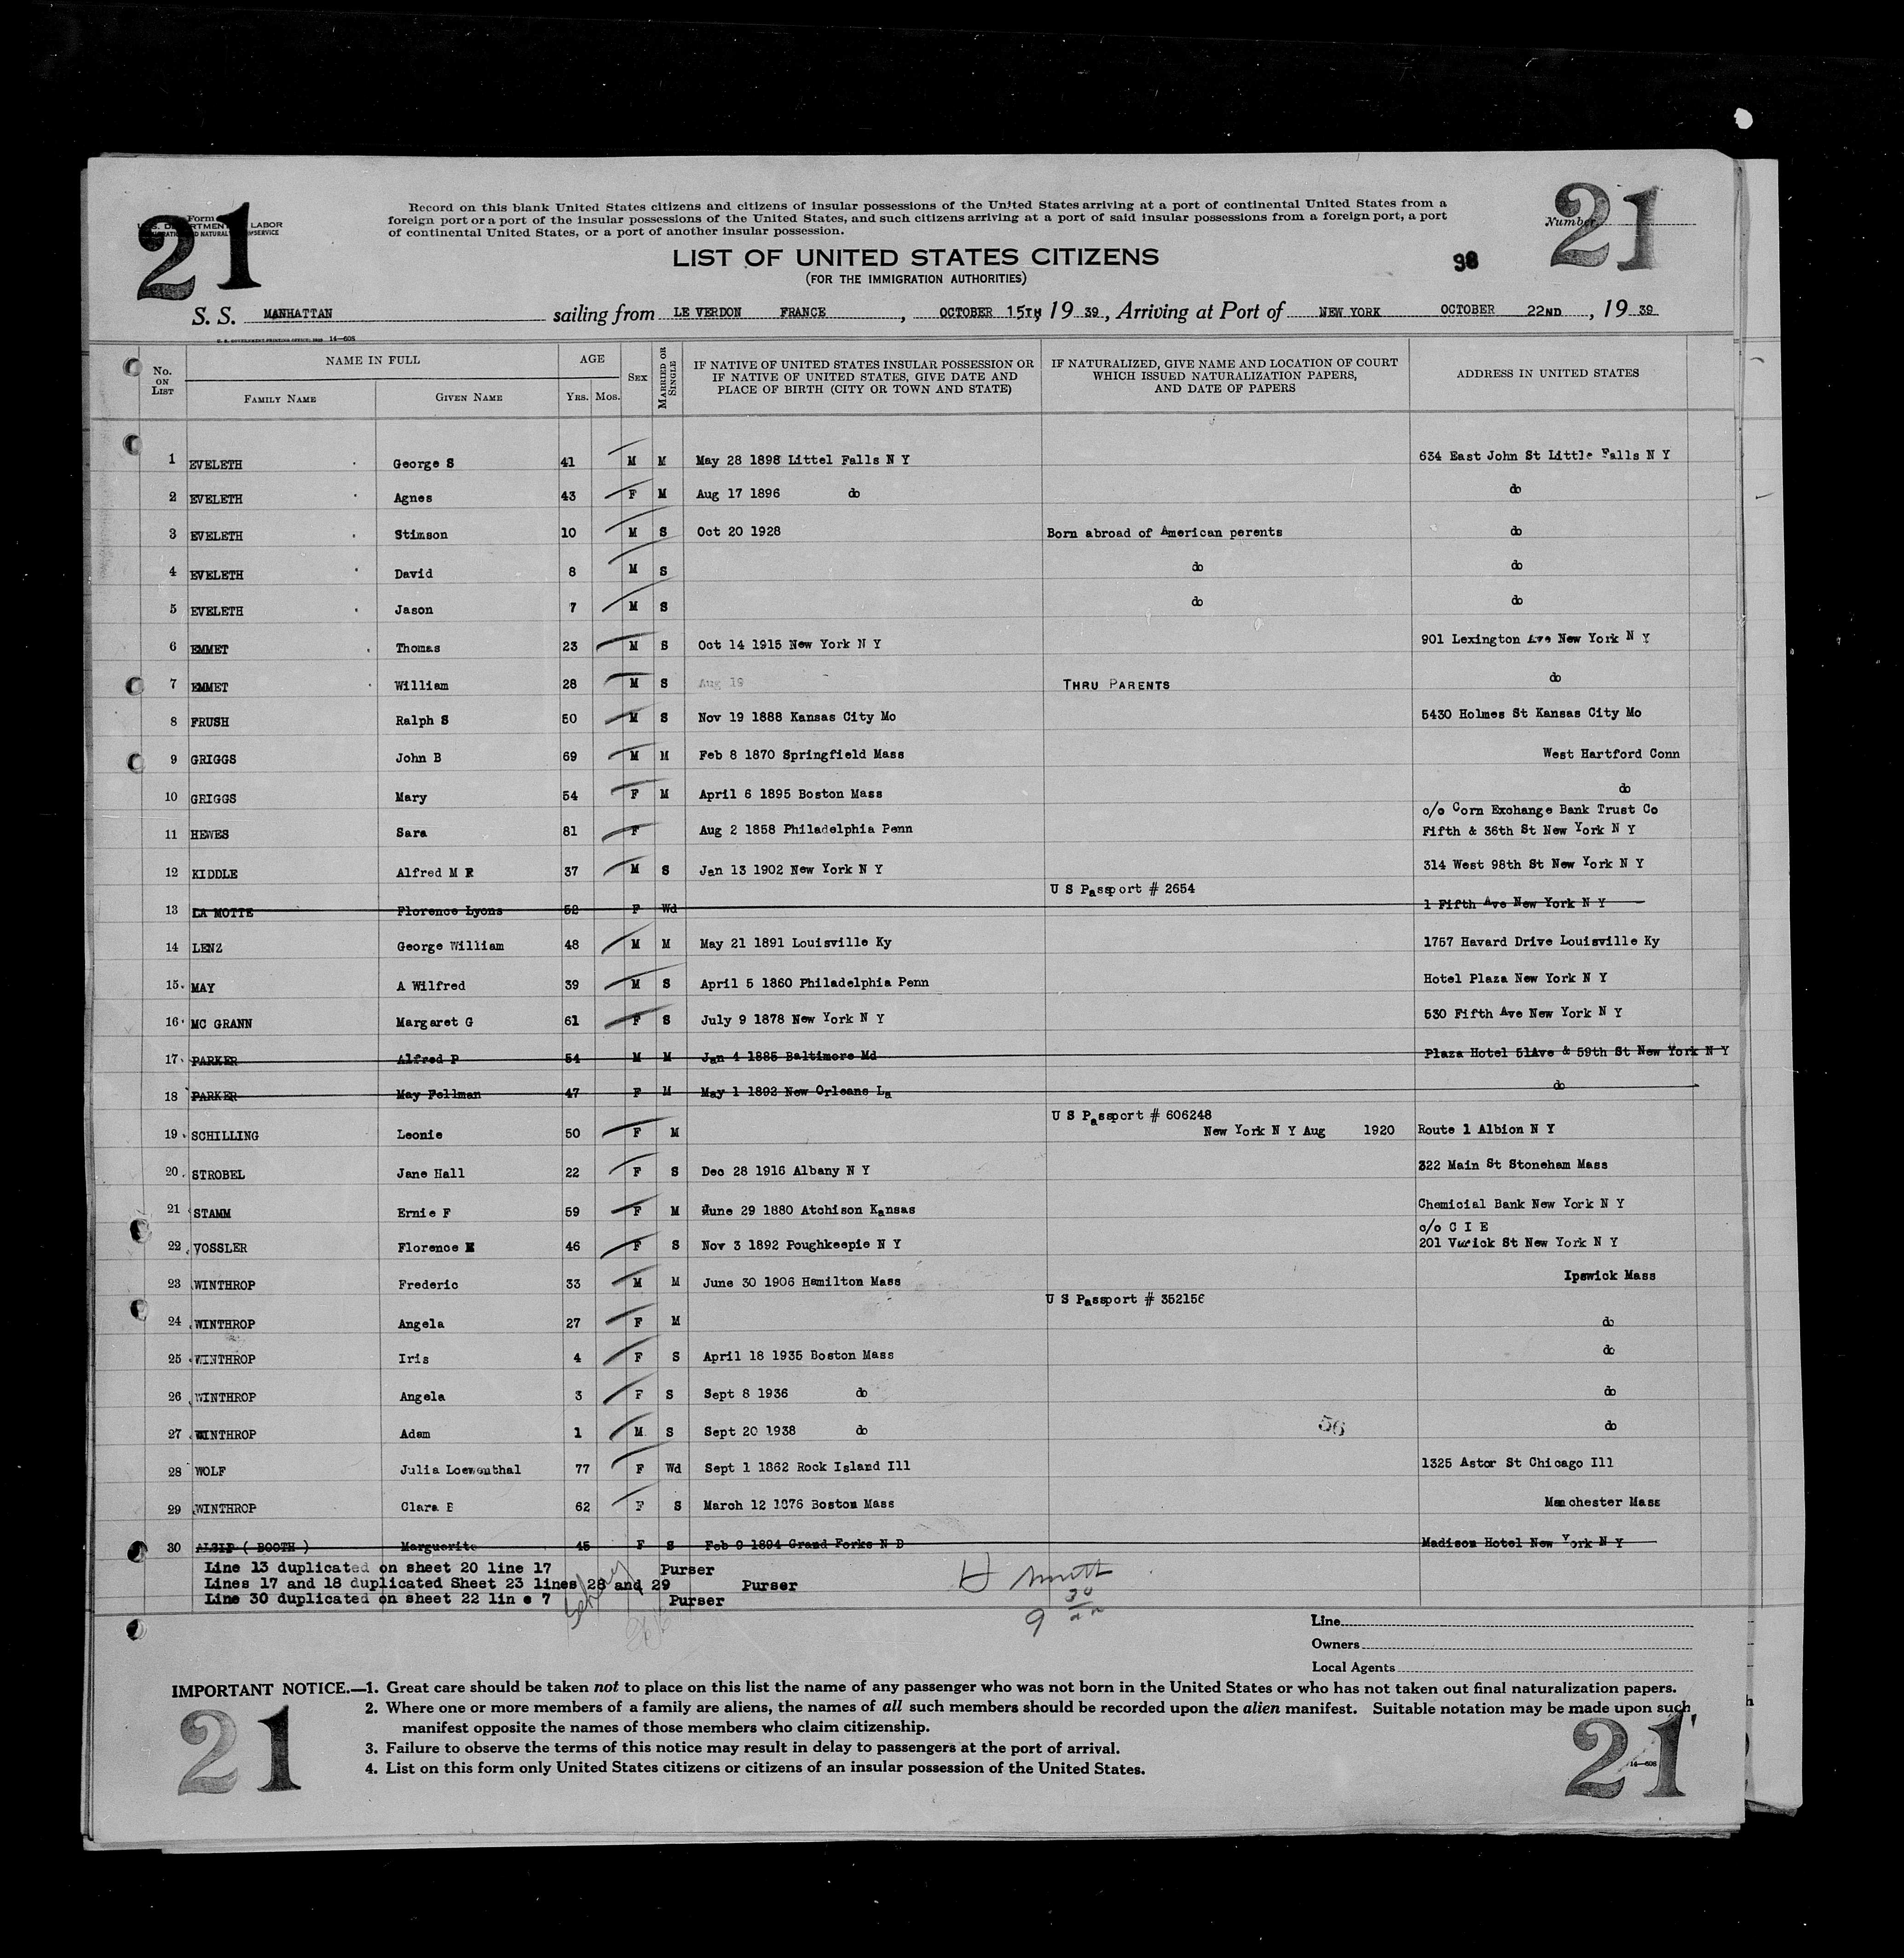 21
21
Form
U.S. DEPARTMENT LABOR
Record on this blank United States citizens and citizens of insular possessions of the United States arriving at a port of continental United States from a
foreign port or a port of the insular possessions of the United States, and such citizens arriving at a port of said insular possessions from a foreign port, a port
of continental United States, or a port of another insular possession.
Number
LIST OF UNITED STATES CITIZENS
(FOR THE IMMIGRATION AUTHORITIES)
98
S. S. MANHATTAN sailing from LE VERDON FRANCE, OCTOBER 15TH, 19 39, Arriving at Port of NEW YORK OCTOBER 22ND, 19 39
14-605
No. ON LIST
NAME IN FULL
FAMILY NAME
GIVEN NAME
AGE
YRS. MOS.
SEX
MARRIED OR SINGLE
IF NATIVE OF UNITED STATES INSULAR POSSESSION OR
IF NATIVE OF UNITED STATES, GIVE DATE AND
PLACE OF BIRTH (CITY OR TOWN AND STATE)
IF NATURALIZED, GIVE NAME AND LOCATION OF COURT
WHICH ISSUED NATURALIZATION PAPERS,
AND DATE OF PAPERS
ADDRESS IN UNITED STATES
1 EVELETH George S 41 M M May 28 1898 Littel Falls N Y 634 East John St Little Falls N Y
2 EVELETH Agnes 43 F M Aug 17 1896 do do
3 EVELETH Stimson 10 M S Oct 20 1928 Born abroad of American perents do
4 EVELETH David 8 M S do do
5 EVELETH Jason 7 M S do do
6 EMMET Thomas 23 M S Oct 14 1915 New York N Y 901 Lexington Ave New York N Y
7 EMMET William 28 M S Aug 19 THRU PARENTS do
8 FRUSH Ralph S 50 M S Nov 19 1888 Kansas City Mo 5430 Holmes St Kansas City Mo
9 GRIGGS John B 69 M M Feb 8 1870 Springfield Mass West Hartford Conn
10 GRIGGS Mary 54 F M April 6 1895 Boston Mass do
c/o Corn Exchange Bank Trust Co
11 HEWES Sara 81 F Aug 2 1858 Philadelphia Penn Fifth & 36th St New York N Y
12 KIDDLE Alfred M R 37 M S Jan 13 1902 New York N Y 314 West 98th St New York N Y
U S Passport # 2654
13 LA MOTTE Florence Lyons 52 F Wd 1 Fifth Ave New York N Y
14 LENZ George William 48 M M May 21 1891 Louisville Ky 1757 Havard Drive Louisville Ky
15 MAY A Wilfred 39 M S April 5 1860 Philadelphia Penn Hotel Plaza New York N Y
16 MC GRANN Margaret G 61 F S July 9 1878 New York N Y 530 Fifth Ave New York N Y
17 PARKER Alfred P 54 M M Jan 4 1885 Baltimore Md Plaza Hotel 51Ave & 59th St New York N Y
18 PARKER May Fellman 47 F M May 1 1892 New Orleans La do
U S Passport # 606248
19 SCHILLING Leonie 50 F M New York N Y Aug 1920 Route 1 Albion N Y
20 STROBEL Jane Hall 22 F S Dec 28 1916 Albany N Y 322 Main St Stoneham Mass
21 STAMM Ernie F 59 F M June 29 1880 Atchison Kansas Chemicial Bank New York N Y
c/o C I E
22 VOSSLER Florence E 46 F S Nov 3 1892 Poughkeepie N Y 201 Varick St New York N Y
23 WINTHROP Frederic 33 M M June 30 1906 Hamilton Mass Ipswick Mass
U S Passport # 352156
24 WINTHROP Angela 27 F M do
25 WINTHROP Iris 4 F S April 18 1935 Boston Mass do
26 WINTHROP Angela 3 F S Sept 8 1936 do do
27 WINTHROP Adam 1 M S Sept 20 1938 do 56 do
28 WOLF Julia Loewenthal 77 F Wd Sept 1 1862 Rock Island Ill 1325 Astor St Chicago Ill
29 WINTHROP Clara B 62 F S March 12 1876 Boston Mass Manchester Mass
30 ALSIP ( BOOTH ) Marguerite 45 F S Feb 9 1894 Grand Forks N D Madison Hotel New York N Y
Line 13 duplicated on sheet 20 line 17 Purser
Lines 17 and 18 duplicated Sheet 23 lines 28 and 29 Purser
Line 30 duplicated on sheet 22 lin e 7 Purser
Line
Owners
Local Agents
IMPORTANT NOTICE.—1. Great care should be taken not to place on this list the name of any passenger who was not born in the United States or who has not taken out final naturalization papers.
2. Where one or more members of a family are aliens, the names of all such members should be recorded upon the alien manifest. Suitable notation may be made upon such
manifest opposite the names of those members who claim citizenship.
3. Failure to observe the terms of this notice may result in delay to passengers at the port of arrival.
4. List on this form only United States citizens or citizens of an insular possession of the United States.
21
21
14-605